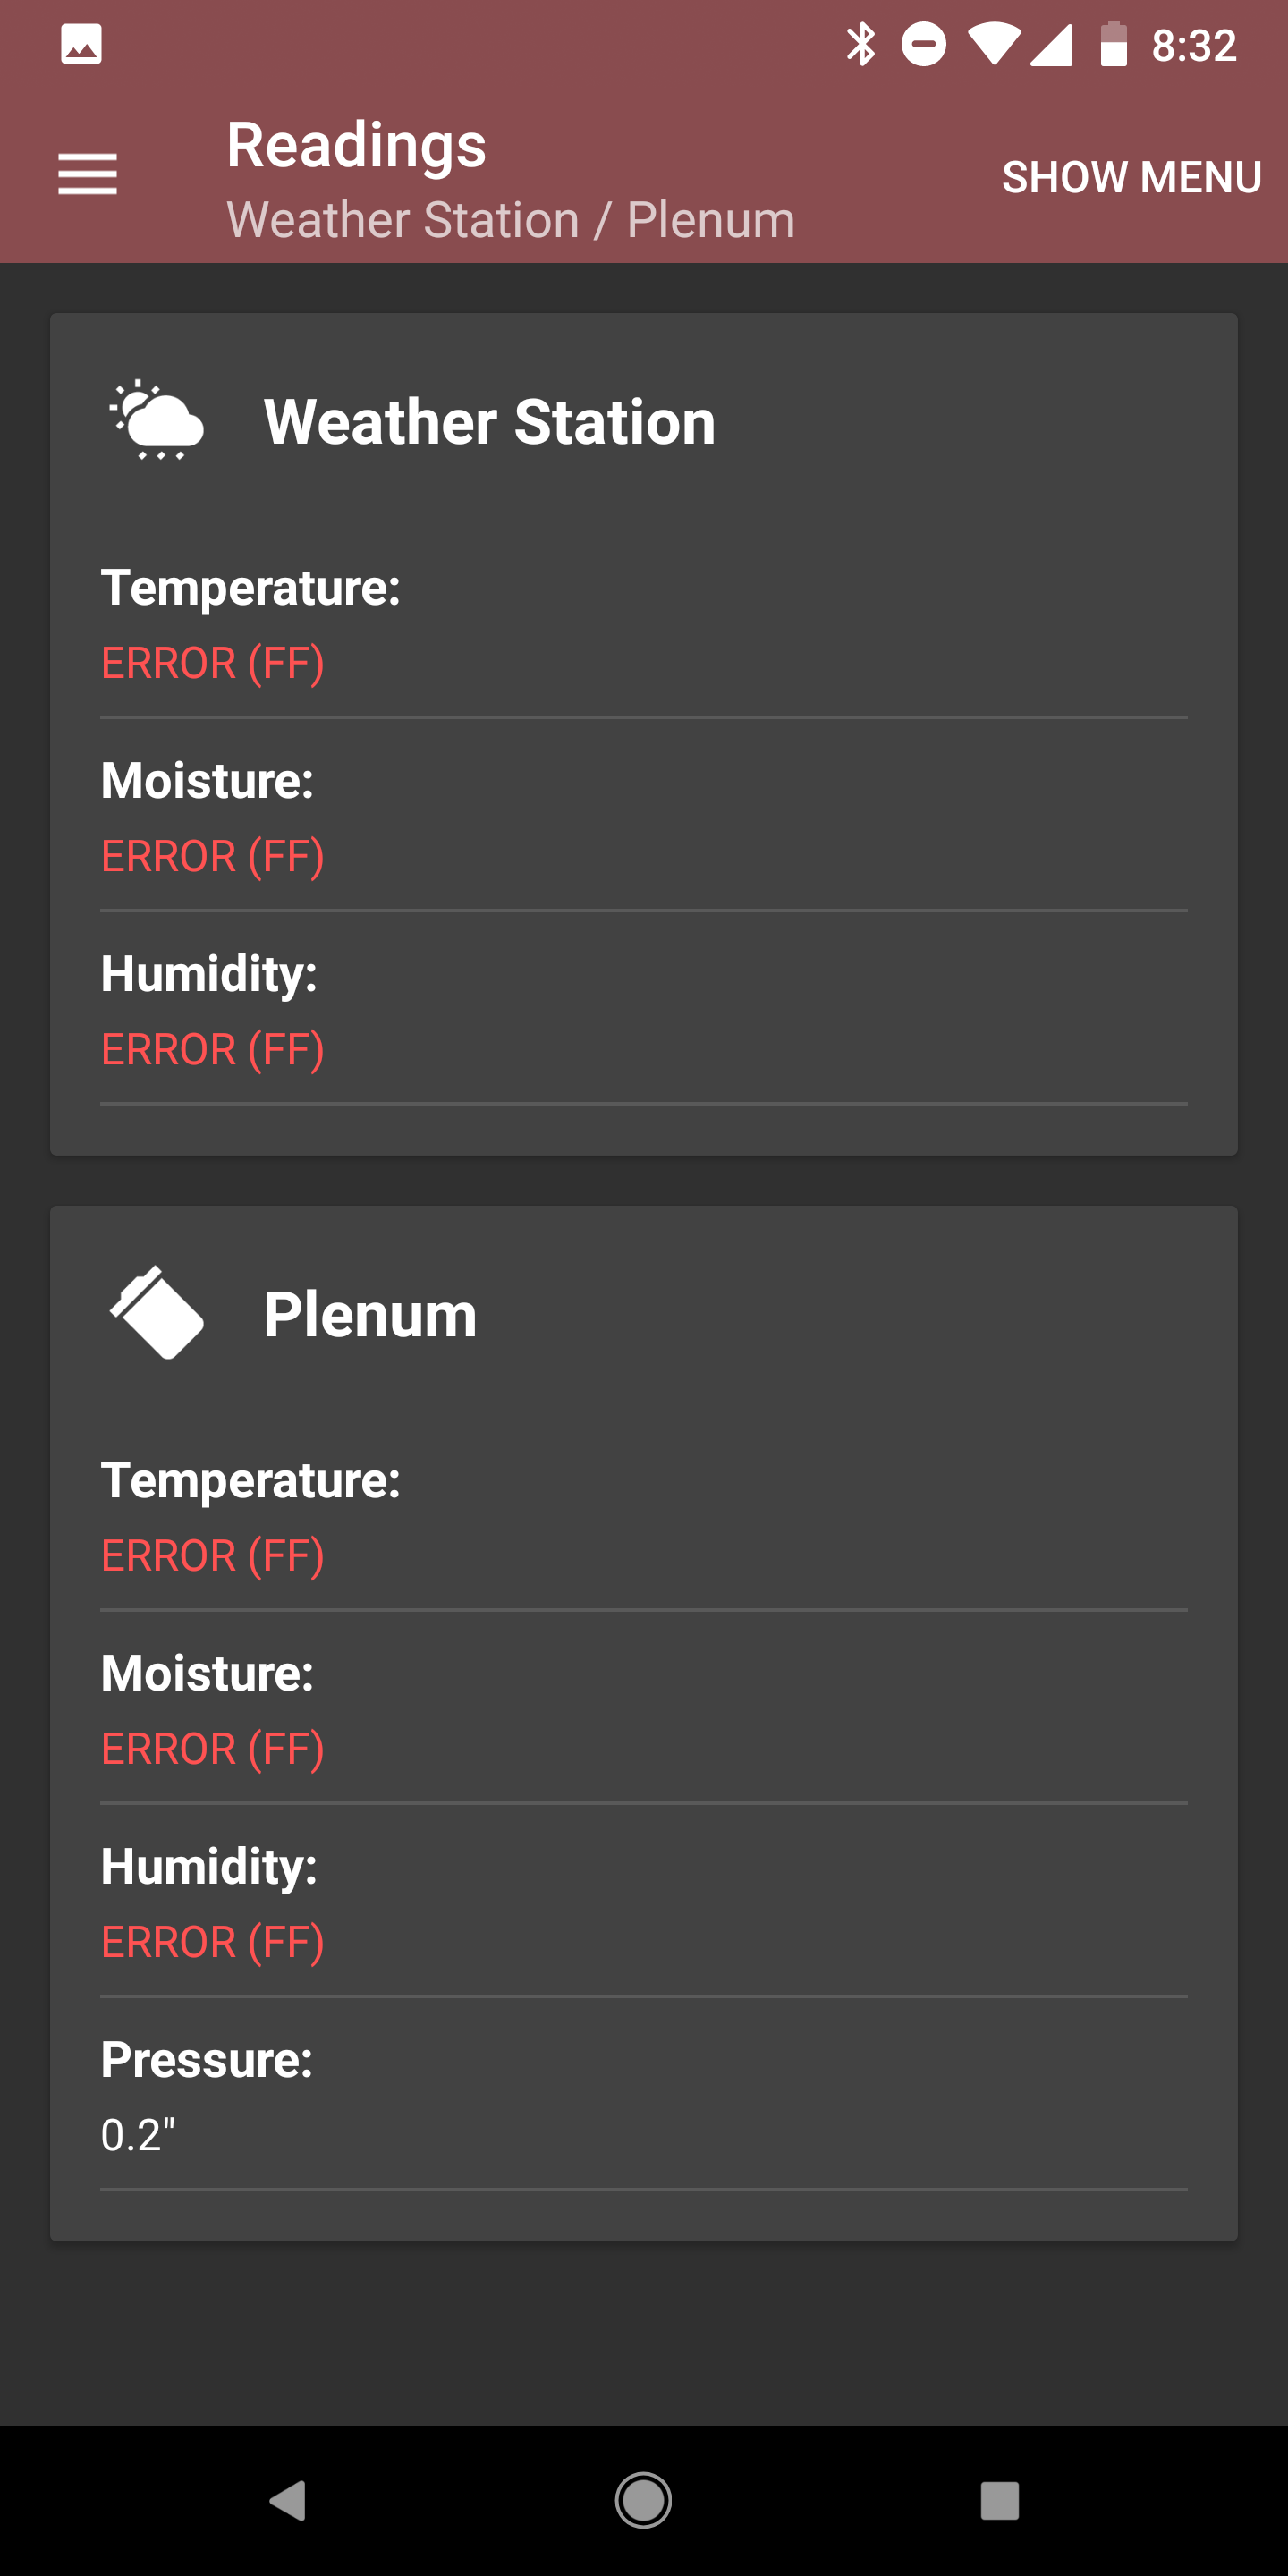 8:32
Readings
Weather Station / Plenum
SHOW MENU
Weather Station
Temperature:
ERROR (FF)
Moisture:
ERROR (FF)
Humidity:
ERROR (FF)
Plenum
Temperature:
ERROR (FF)
Moisture:
ERROR (FF)
Humidity:
ERROR (FF)
Pressure:
0.2"